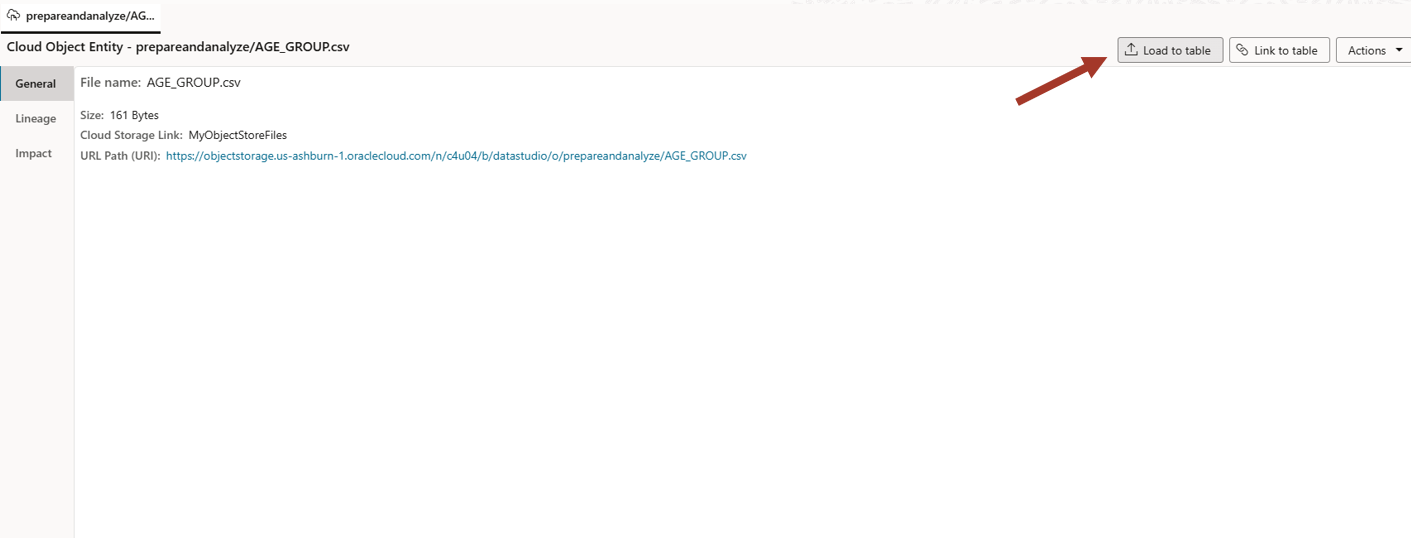 prepareandanalyze/AG...
Cloud Object Entity - prepareandanalyze/AGE_GROUP.csv
Load to table
Link to table
Actions
General
File name: AGE_GROUP.csv
Lineage
Size: 161 Bytes
Cloud Storage Link: MyObjectStoreFiles
Impact
URL Path (URI): https://objectstorage.us-ashburn-1.oraclecloud.com/n/c4u04/b/datastudio/o/prepareandanalyze/AGE_GROUP.csv